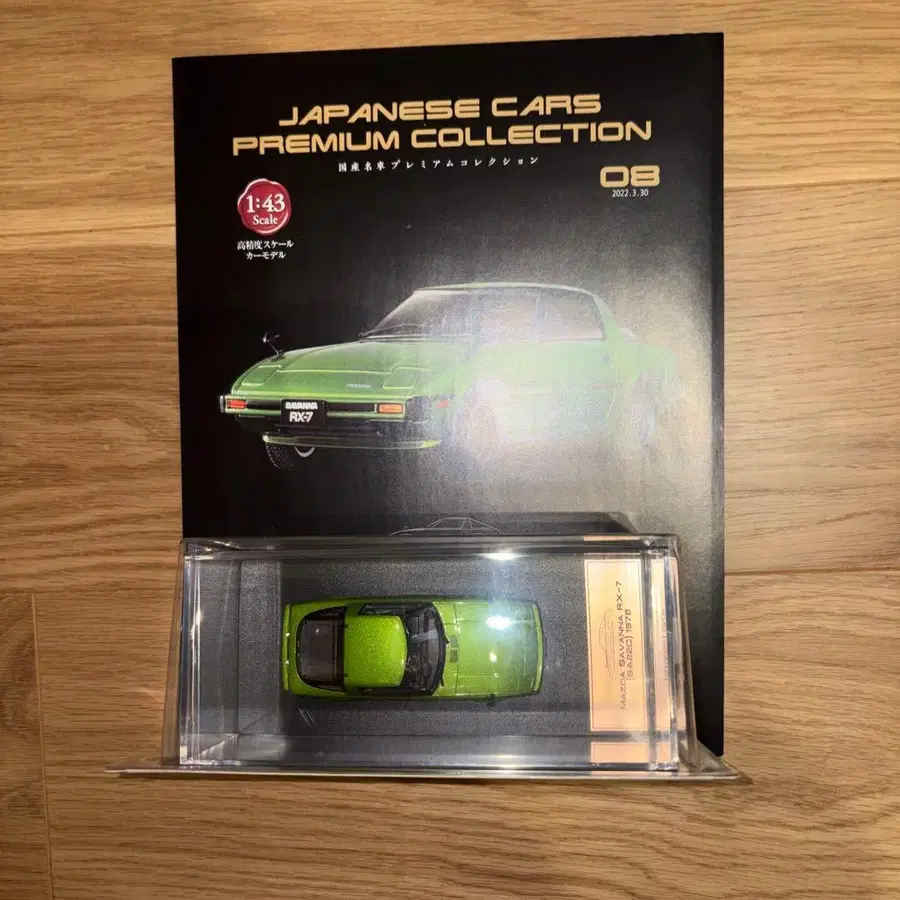 JAPANESE CARS
PREMIUM COLLECTION
国産名車プレミアムコレクション
08
2022.3.30
1:43
Scale
高精度スケール
カーモデル
SAVANNA
RX-7
MAZDA SAVANNA RX-7
[SA22C] 1978